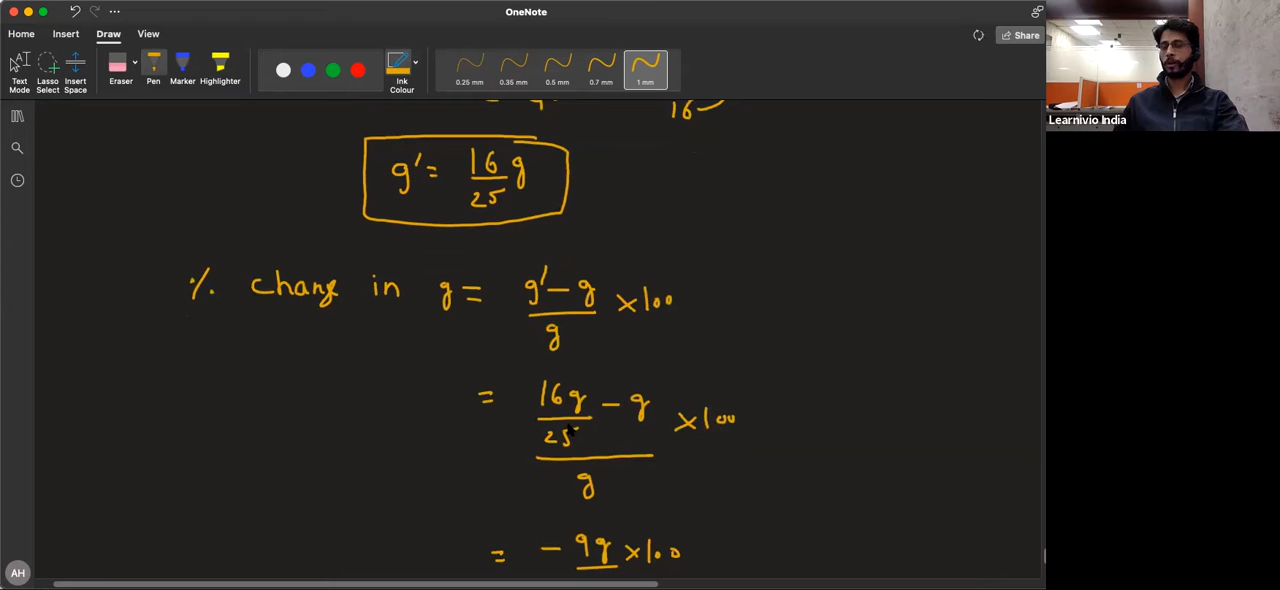 OneNote
Home Insert Draw View
Share
Text Mode Lasso Select Insert Space Eraser Pen Marker Highlighter Ink Colour 0.25 mm 0.35 mm 0.5 mm 0.7 mm 1 mm
Learnivio India
16
g' = 16/25 g
% change in g = g' - g / g × 100
= 16g/25 - g / g × 100
= - 9g × 100
AH